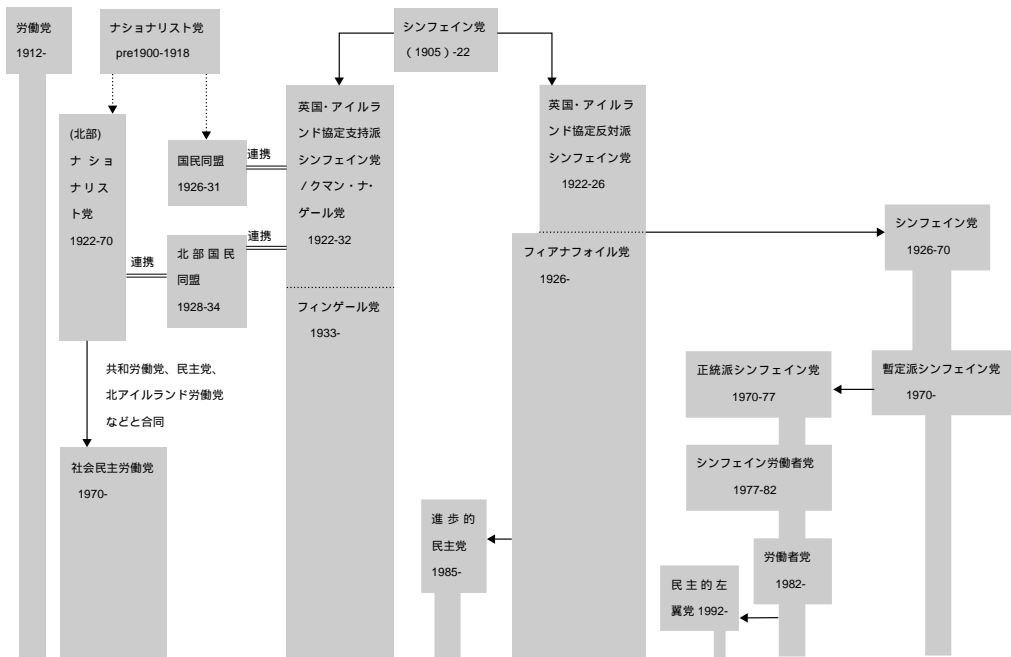 労働党
1912-
ナショナリスト党
pre1900-1918
シンフェイン党
(1905)-22
(北部)
ナショ
ナリス
ト党
1922-70
国民同盟
1926-31
連携
北部国民
同盟
1928-34
連携
連携
英国・アイルラ
ンド協定支持派
シンフェイン党
/クマン・ナ・
ゲール党
1922-32
フィンゲール党
1933-
英国・アイルラ
ンド協定反対派
シンフェイン党
1922-26
フィアナフォイル党
1926-
シンフェイン党
1926-70
共和労働党、民主党、
北アイルランド労働党
などと合同
社会民主労働党
1970-
正統派シンフェイン党
1970-77
暫定派シンフェイン党
1970-
シンフェイン労働者党
1977-82
進歩的
民主党
1985-
労働者党
1982-
民主的左
翼党 1992-